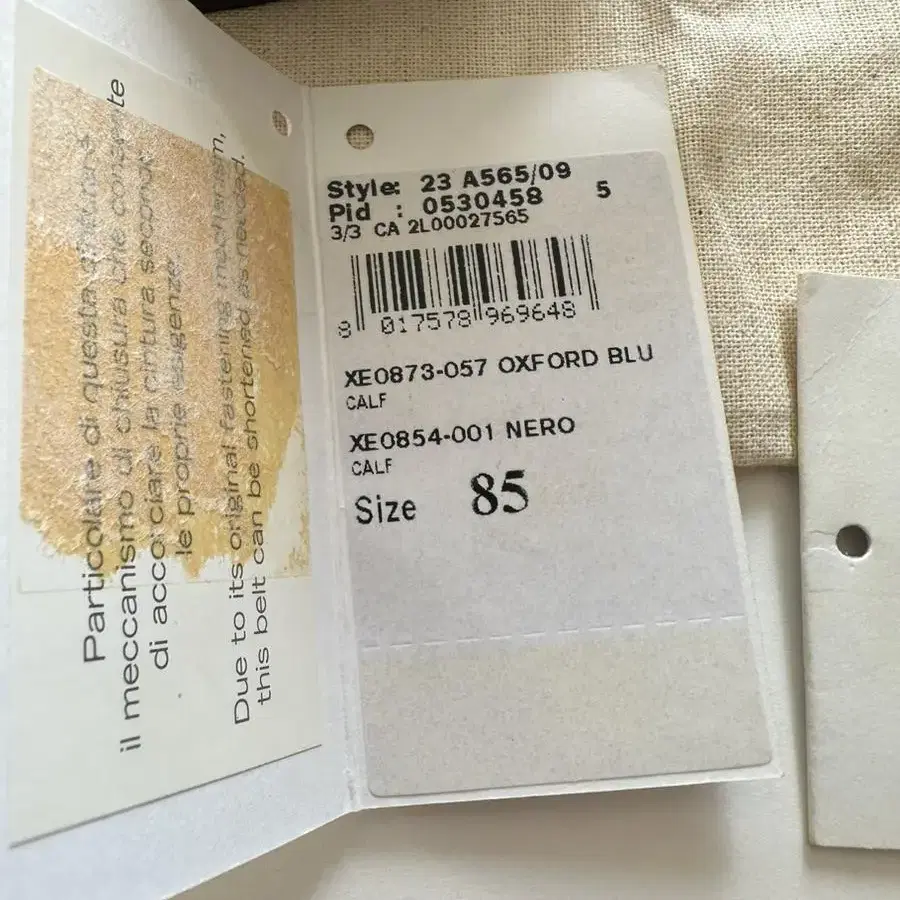 Particolare di questa cintura è
il meccanismo di chiusura che consente
di accorciare la cintura secondo
le proprie esigenze
Due to its original fastening mechanism,
this belt can be shortened as needed.
Style: 23 A565/09
Pid : 0530458 5
3/3 CA 2L00027565
8 017578 969648
XE0873-057 OXFORD BLU
CALF
XE0854-001 NERO
CALF
Size 85